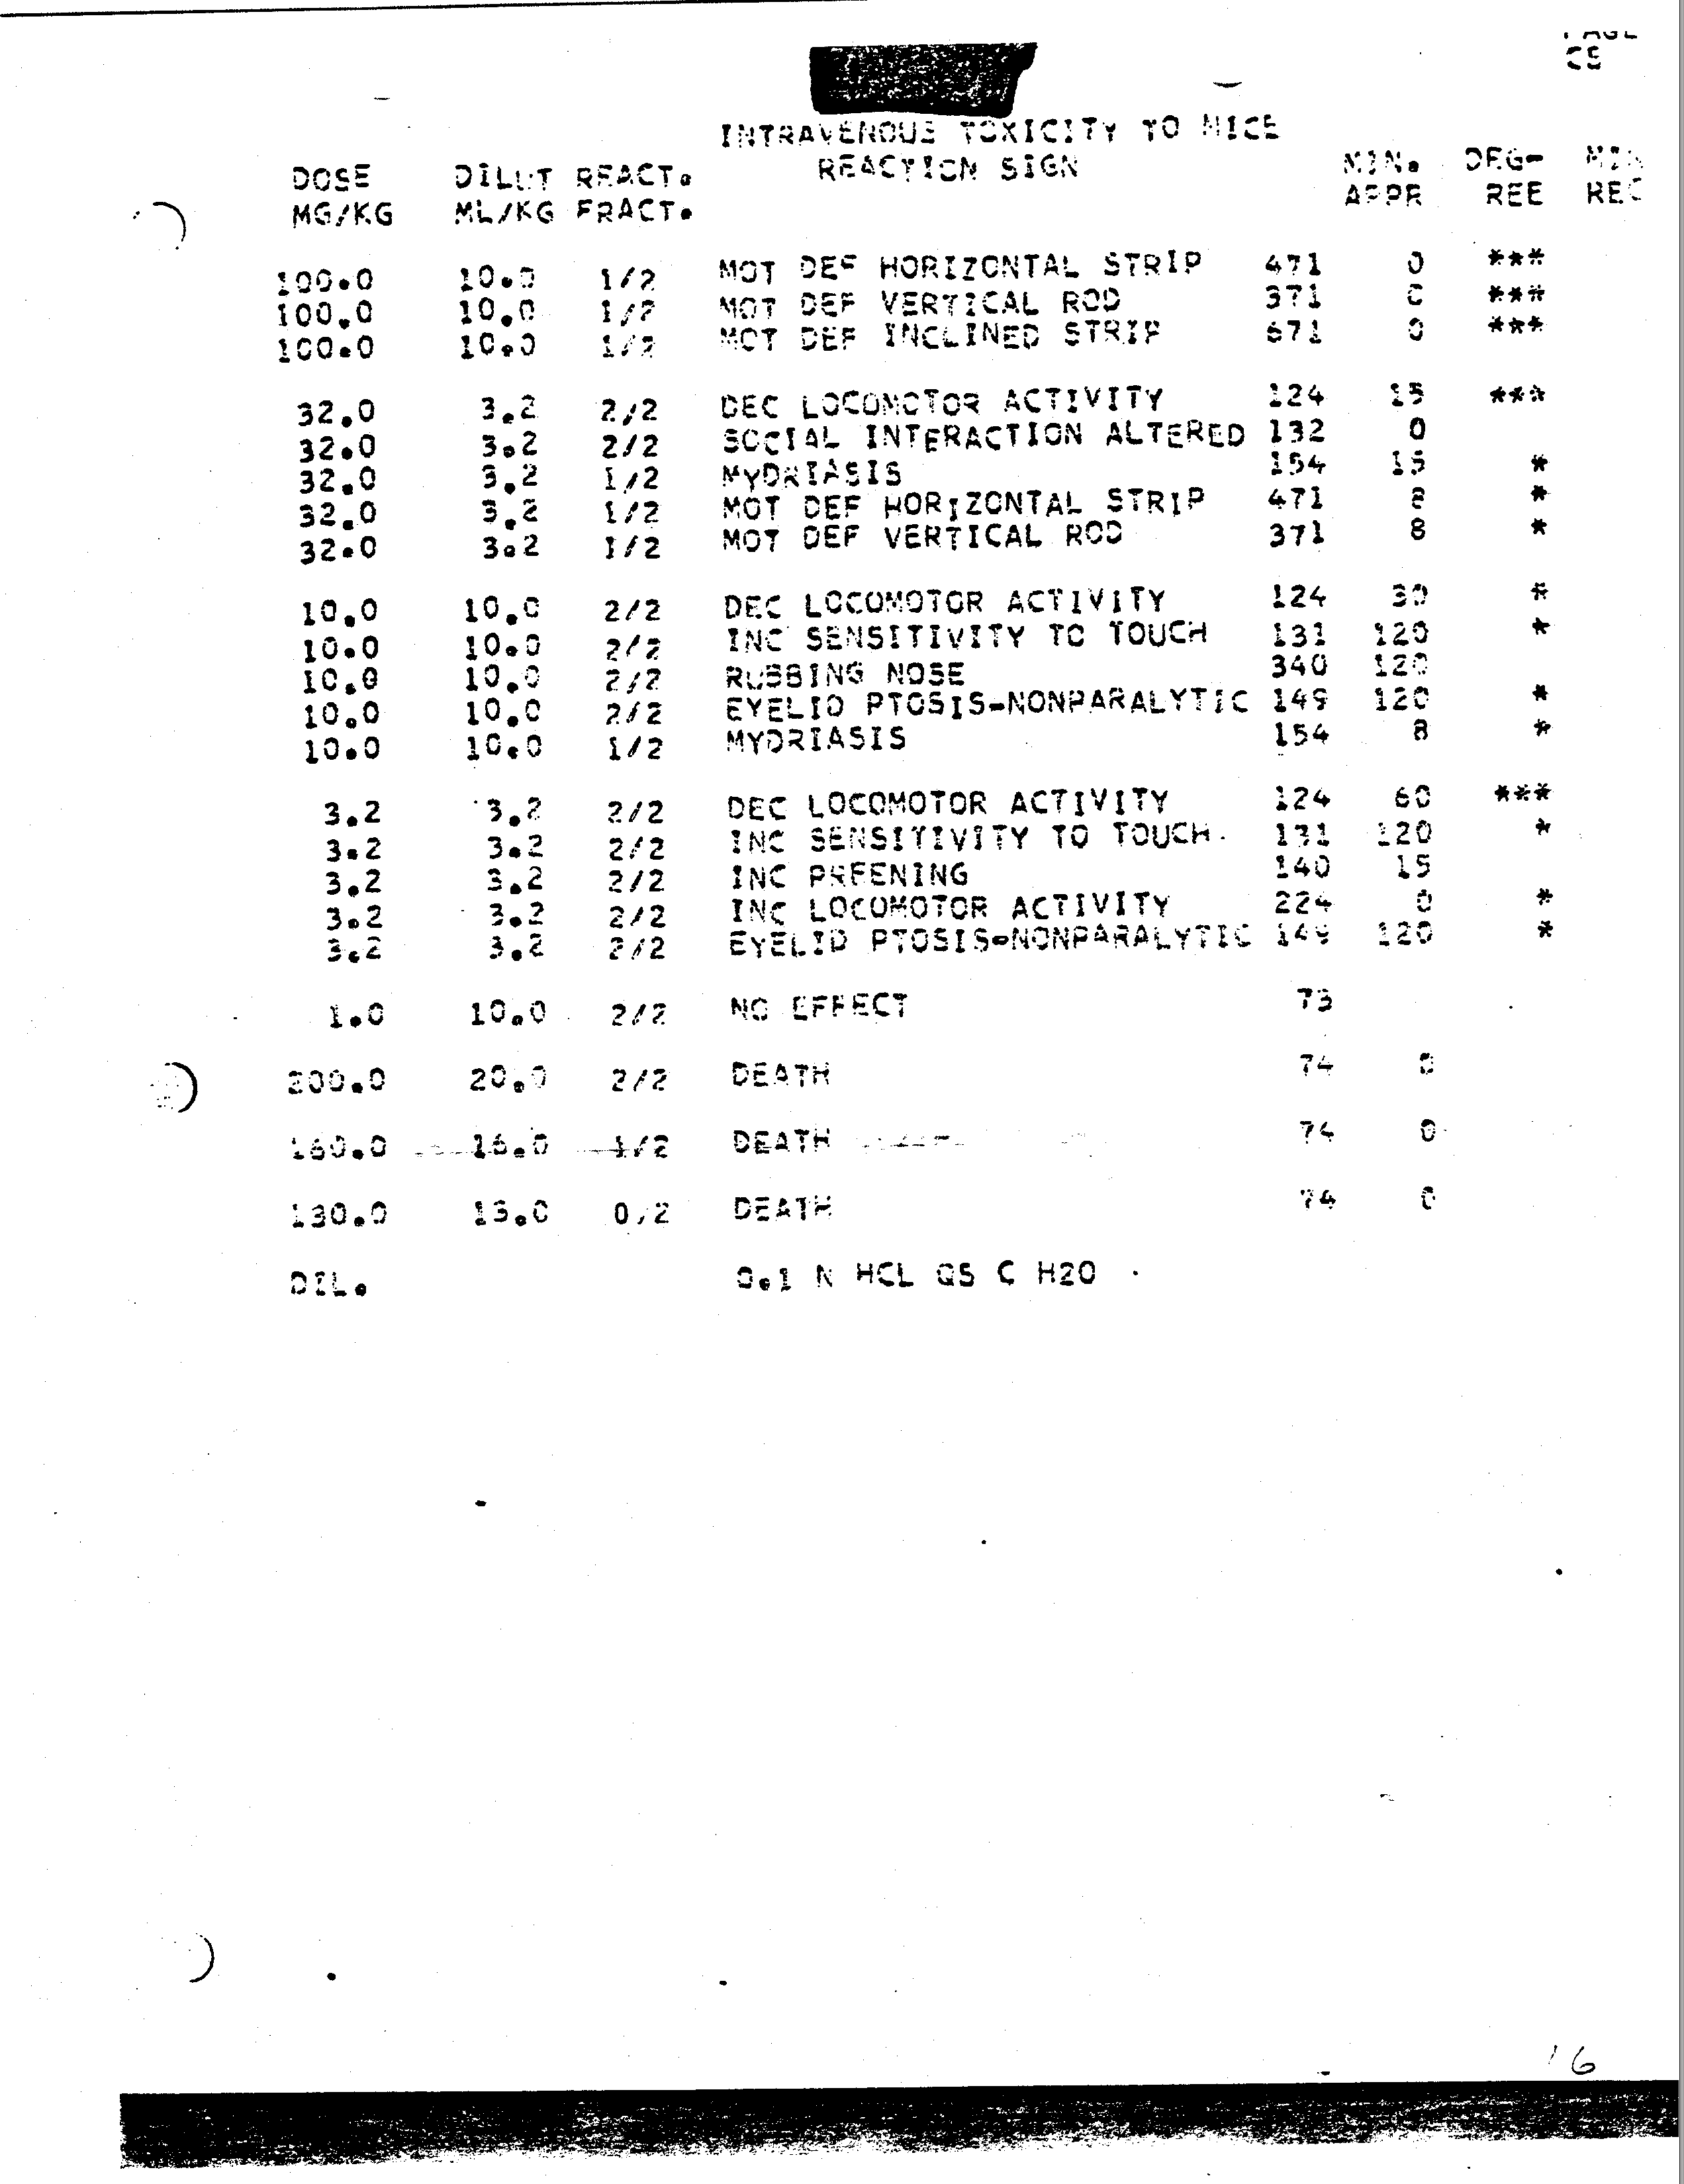 CS
INTRAVENOUS TOXICITY TO MICE
DOSE DILUT REACT. REACTION SIGN MIN. DEG- MIN
MG/KG ML/KG FRACT. APPR REE REC
100.0 10.0 1/2 MOT DEF HORIZONTAL STRIP 471 0 ***
100.0 10.0 1/2 MOT DEF VERTICAL ROD 371 0 ***
100.0 10.0 1/2 MOT DEF INCLINED STRIP 671 0 ***
32.0 3.2 2/2 DEC LOCOMOTOR ACTIVITY 124 15 ***
32.0 3.2 2/2 SOCIAL INTERACTION ALTERED 132 0
32.0 3.2 1/2 MYDRIASIS 154 15 *
32.0 3.2 1/2 MOT DEF HORIZONTAL STRIP 471 8 *
32.0 3.2 1/2 MOT DEF VERTICAL ROD 371 8 *
10.0 10.0 2/2 DEC LOCOMOTOR ACTIVITY 124 30 *
10.0 10.0 2/2 INC SENSITIVITY TO TOUCH 131 120 *
10.0 10.0 2/2 RUBBING NOSE 340 120
10.0 10.0 2/2 EYELID PTOSIS-NONPARALYTIC 149 120 *
10.0 10.0 1/2 MYDRIASIS 154 8 *
3.2 3.2 2/2 DEC LOCOMOTOR ACTIVITY 124 60 ***
3.2 3.2 2/2 INC SENSITIVITY TO TOUCH 131 120 *
3.2 3.2 2/2 INC PREENING 140 15
3.2 3.2 2/2 INC LOCOMOTOR ACTIVITY 224 0 *
3.2 3.2 2/2 EYELID PTOSIS-NONPARALYTIC 149 120 *
1.0 10.0 2/2 NO EFFECT 73
200.0 20.0 2/2 DEATH 74 0
160.0 16.0 1/2 DEATH 74 0
130.0 13.0 0/2 DEATH 74 0
DIL. 0.1 N HCL QS C H2O
16